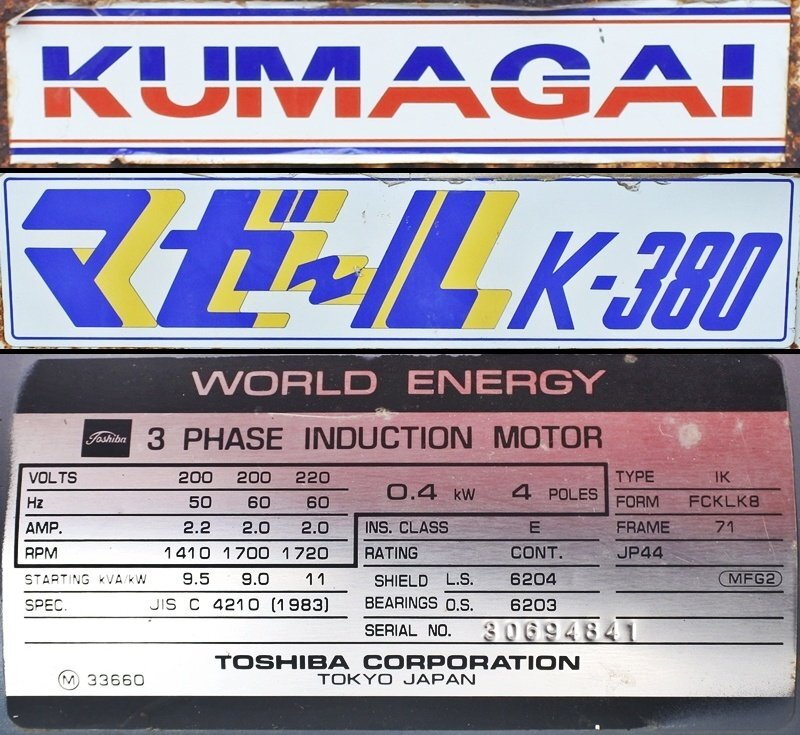 KUMAGAI
マゼ〜ル K-380
WORLD ENERGY
Toshiba 3 PHASE INDUCTION MOTOR
VOLTS 200 200 220 0.4 kW 4 POLES TYPE IK
Hz 50 60 60 FORM FCKLK8
AMP. 2.2 2.0 2.0 INS. CLASS E FRAME 71
RPM 1410 1700 1720 RATING CONT. JP44
STARTING kVA/kW 9.5 9.0 11 SHIELD L.S. 6204 MFG2
SPEC. JIS C 4210 (1983) BEARINGS O.S. 6203
SERIAL NO. 30694841
TOSHIBA CORPORATION
M 33660 TOKYO JAPAN